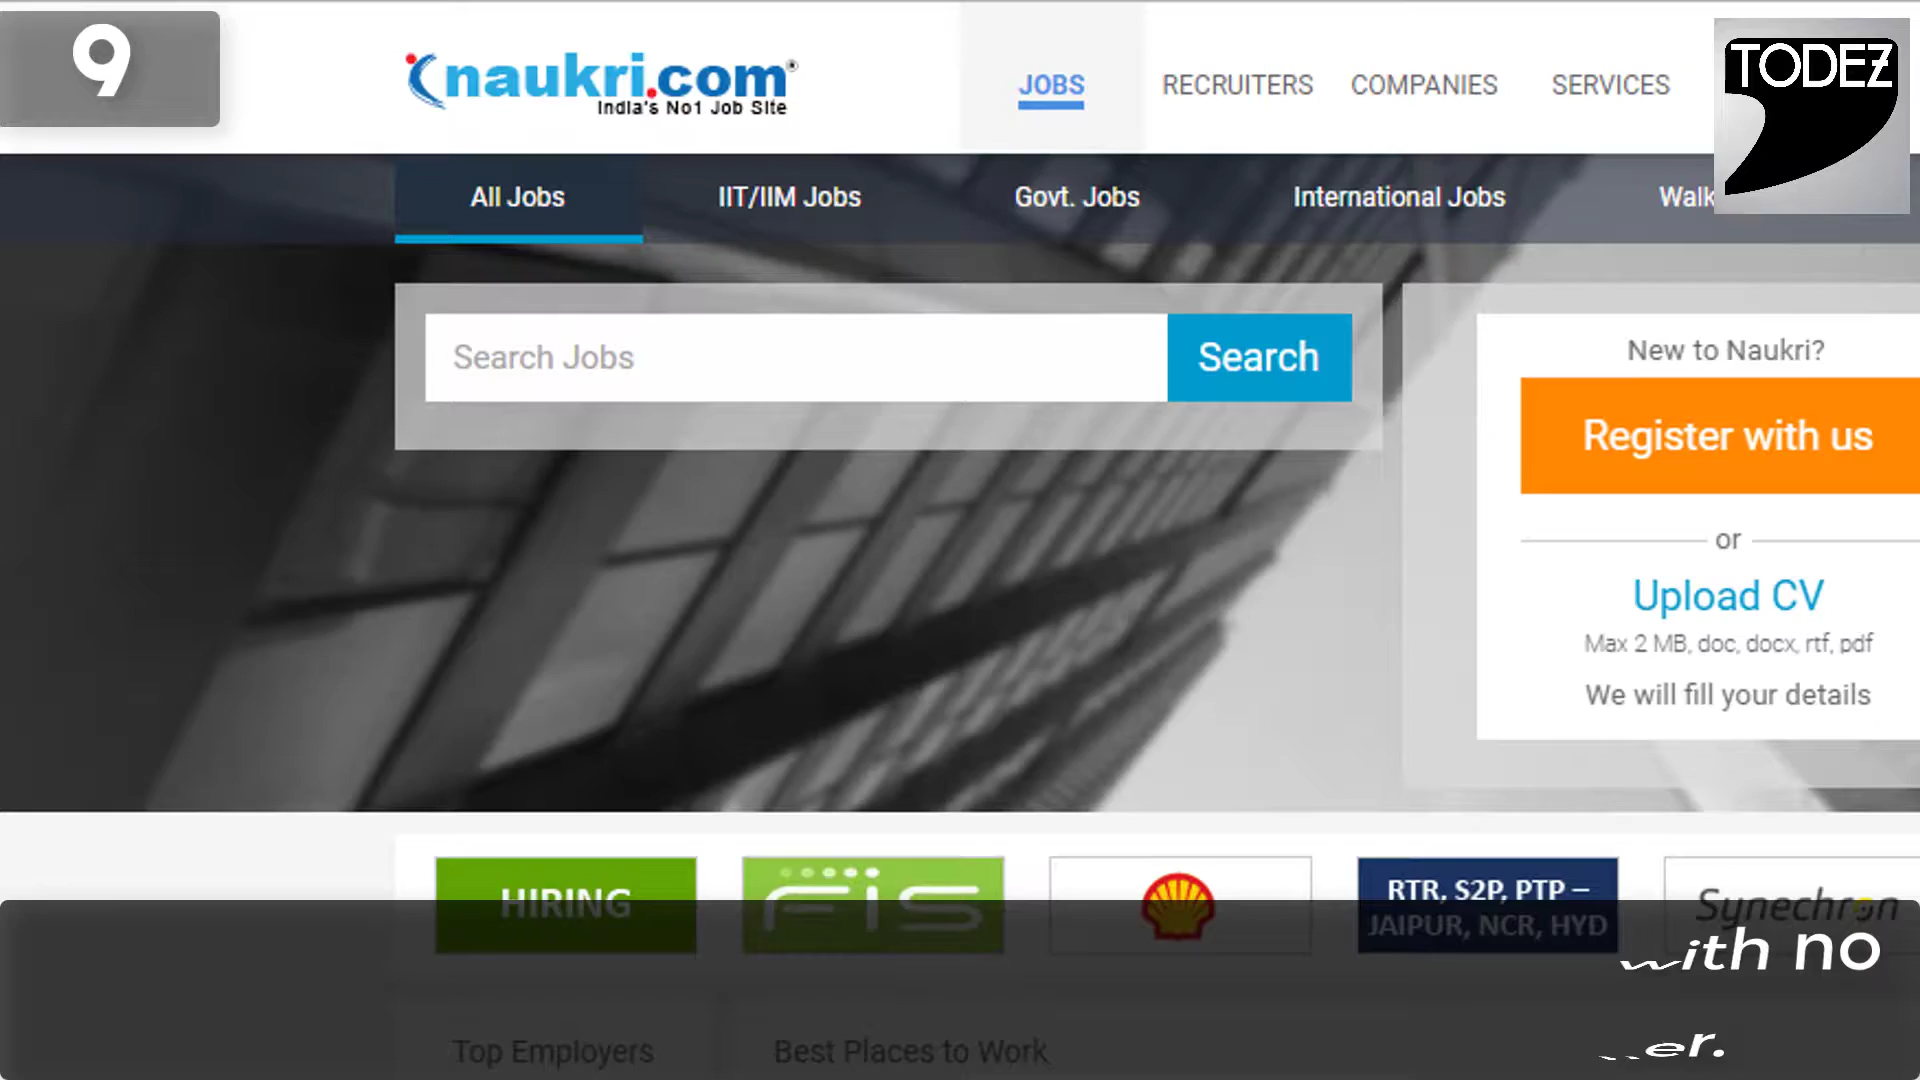 9
naukri.com
India's No1 Job Site
JOBS
RECRUITERS
COMPANIES
SERVICES
TODEZ
All Jobs
IIT/IIM Jobs
Govt. Jobs
International Jobs
Walk
Search Jobs
Search
New to Naukri?
Register with us
or
Upload CV
Max 2 MB, doc, docx, rtf, pdf
We will fill your details
HIRING
FIS
RTR, S2P, PTP –
JAIPUR, NCR, HYD
Synechron
with no
Top Employers
Best Places to Work